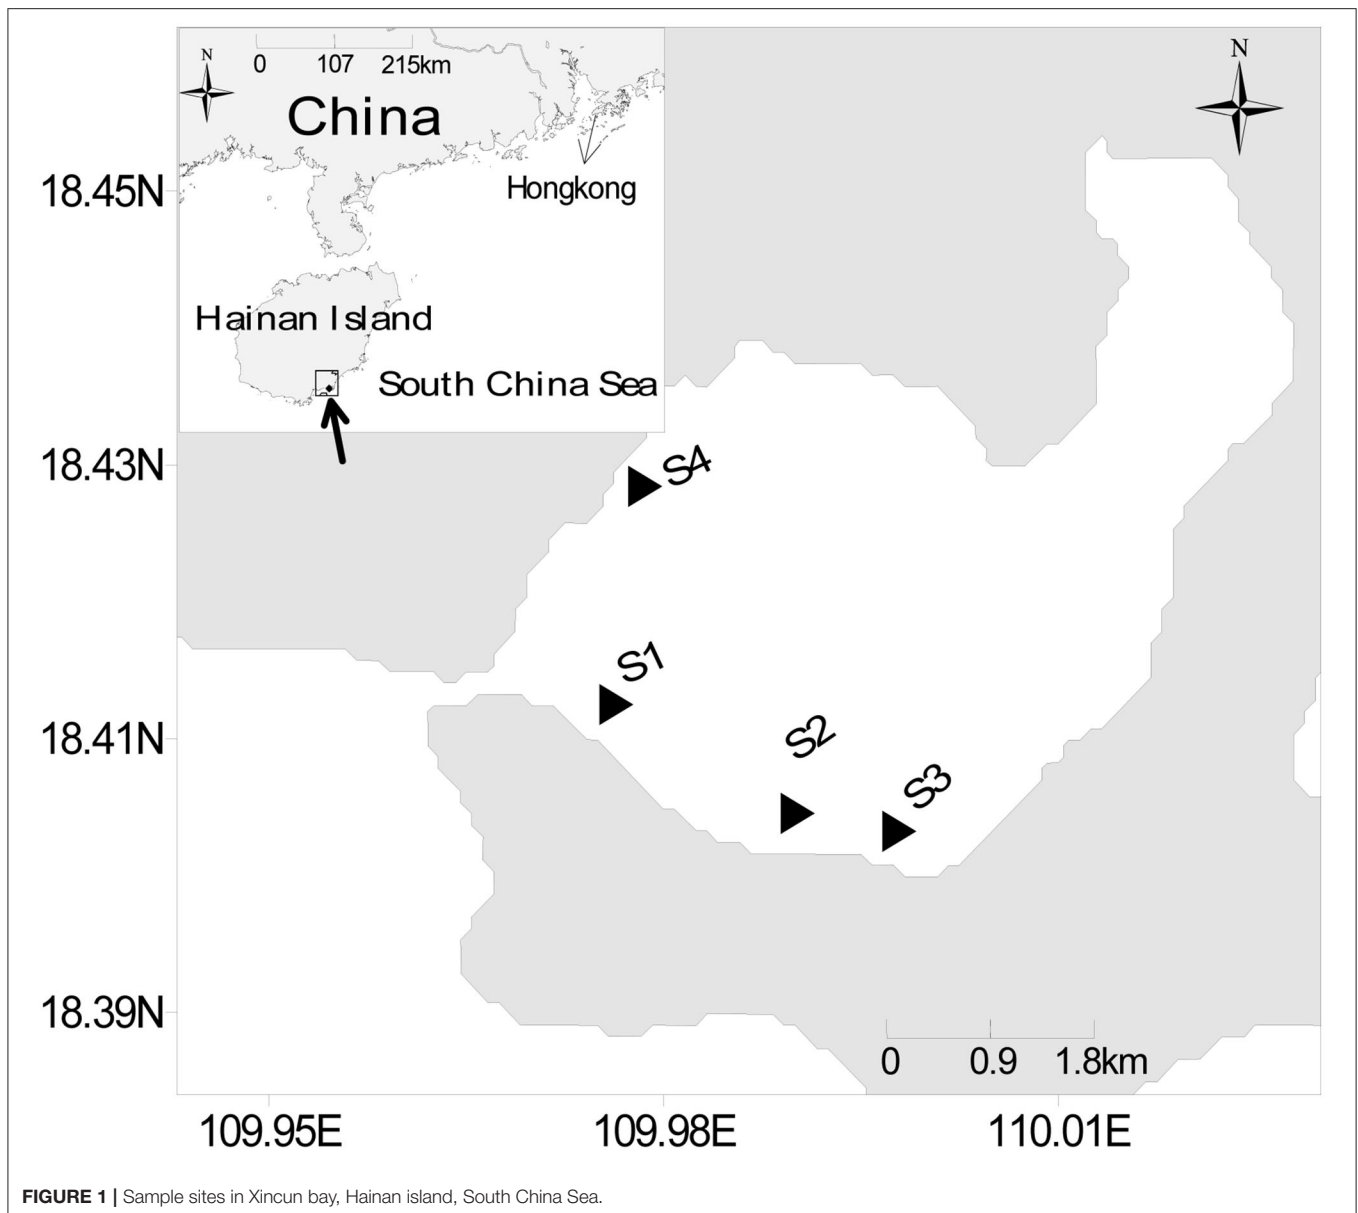 N
0 107 215km
China
Hongkong
Hainan Island
South China Sea
N
18.45N
18.43N
18.41N
18.39N
S4
S1
S2
S3
0 0.9 1.8km
109.95E 109.98E 110.01E
FIGURE 1 | Sample sites in Xincun bay, Hainan island, South China Sea.